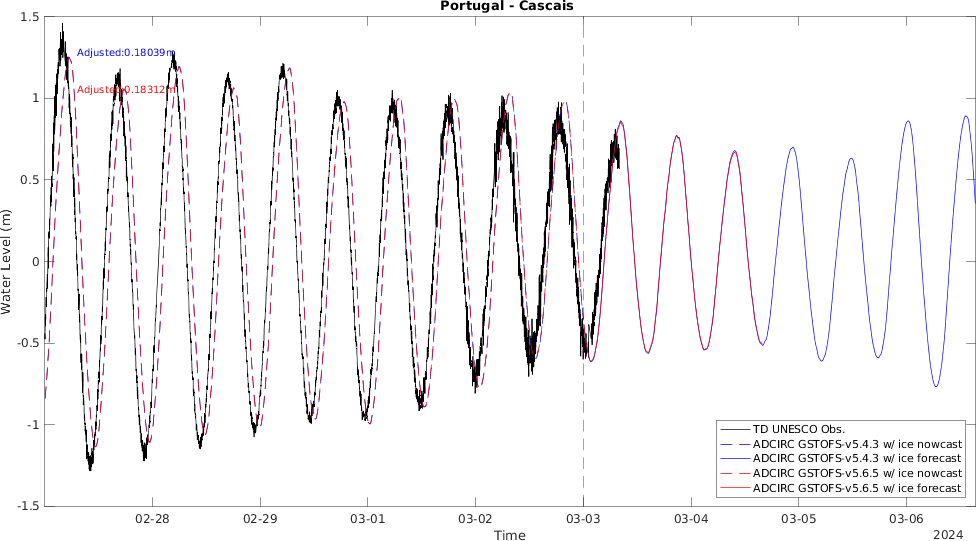 Portugal - Cascais
1.5
Adjusted:0.18039m
Adjusted:0.18312m
1
0.5
0
-0.5
-1
-1.5
Water Level (m)
TD UNESCO Obs.
ADCIRC GSTOFS-v5.4.3 w/ ice nowcast
ADCIRC GSTOFS-v5.4.3 w/ ice forecast
ADCIRC GSTOFS-v5.6.5 w/ ice nowcast
ADCIRC GSTOFS-v5.6.5 w/ ice forecast
02-28 02-29 03-01 03-02 03-03 03-04 03-05 03-06
Time
2024